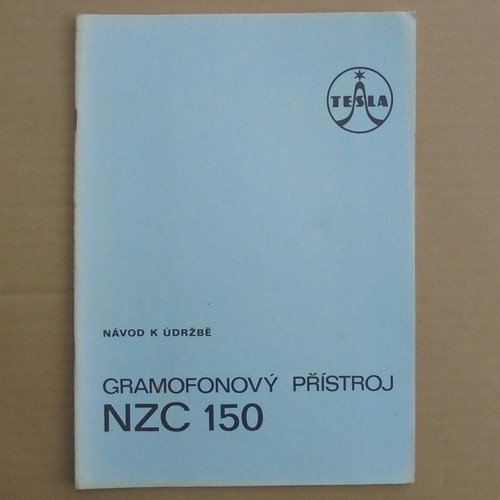 TESLA
NÁVOD K ÚDRŽBĚ
GRAMOFONOVÝ PŘÍSTROJ
NZC 150